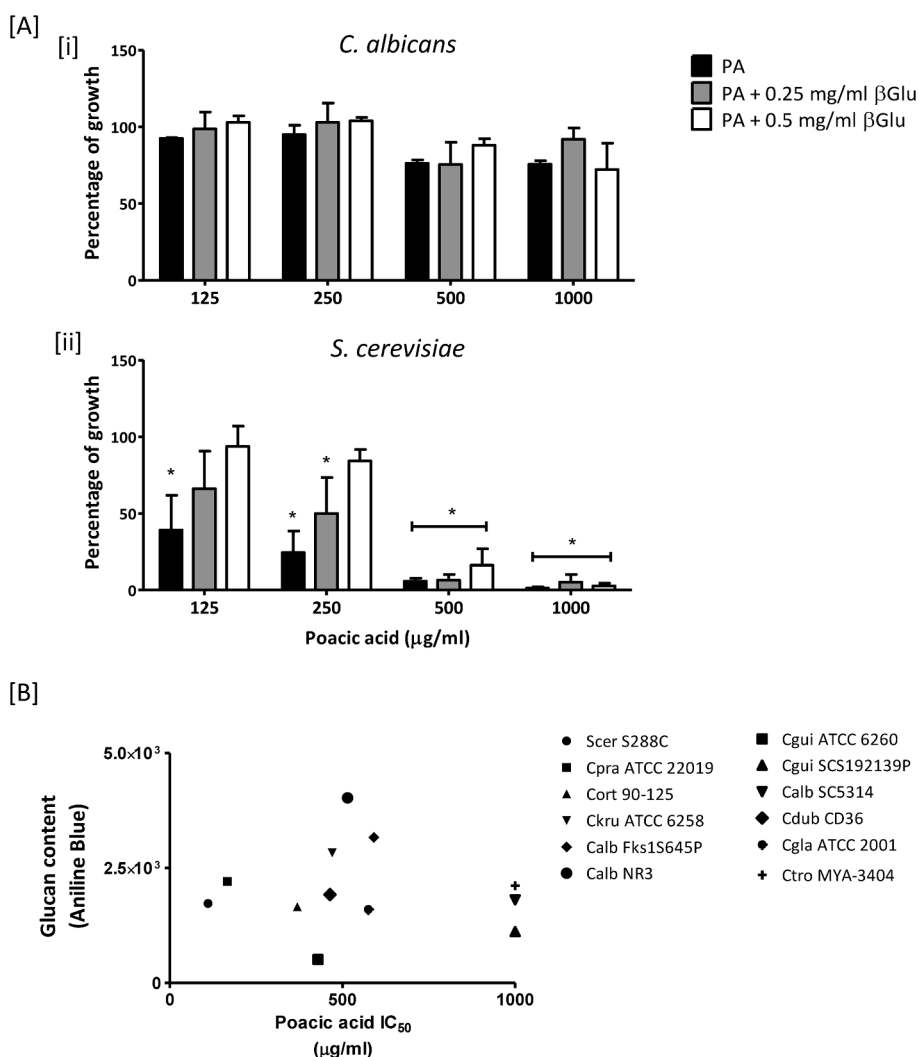 [A]
[i]
C. albicans
150
100
50
0
Percentage of growth
125 250 500 1000
PA
PA + 0.25 mg/ml βGlu
PA + 0.5 mg/ml βGlu
[ii]
S. cerevisiae
150
100
50
0
Percentage of growth
*
*
*
*
*
125 250 500 1000
Poacic acid (μg/ml)
[B]
5.0×10³
2.5×10³
0
Glucan content
(Aniline Blue)
0 500 1000
Poacic acid IC₅₀
(μg/ml)
Scer S288C
Cpra ATCC 22019
Cort 90-125
Ckru ATCC 6258
Calb Fks1S645P
Calb NR3
Cgui ATCC 6260
Cgui SCS192139P
Calb SC5314
Cdub CD36
Cgla ATCC 2001
Ctro MYA-3404